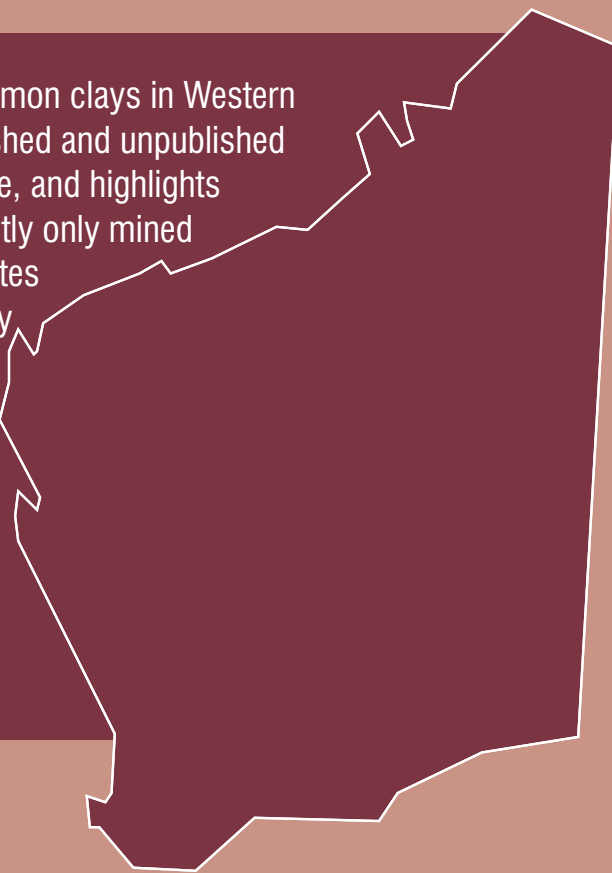 mon clays in Western
shed and unpublished
e, and highlights
tly only mined
tes
y